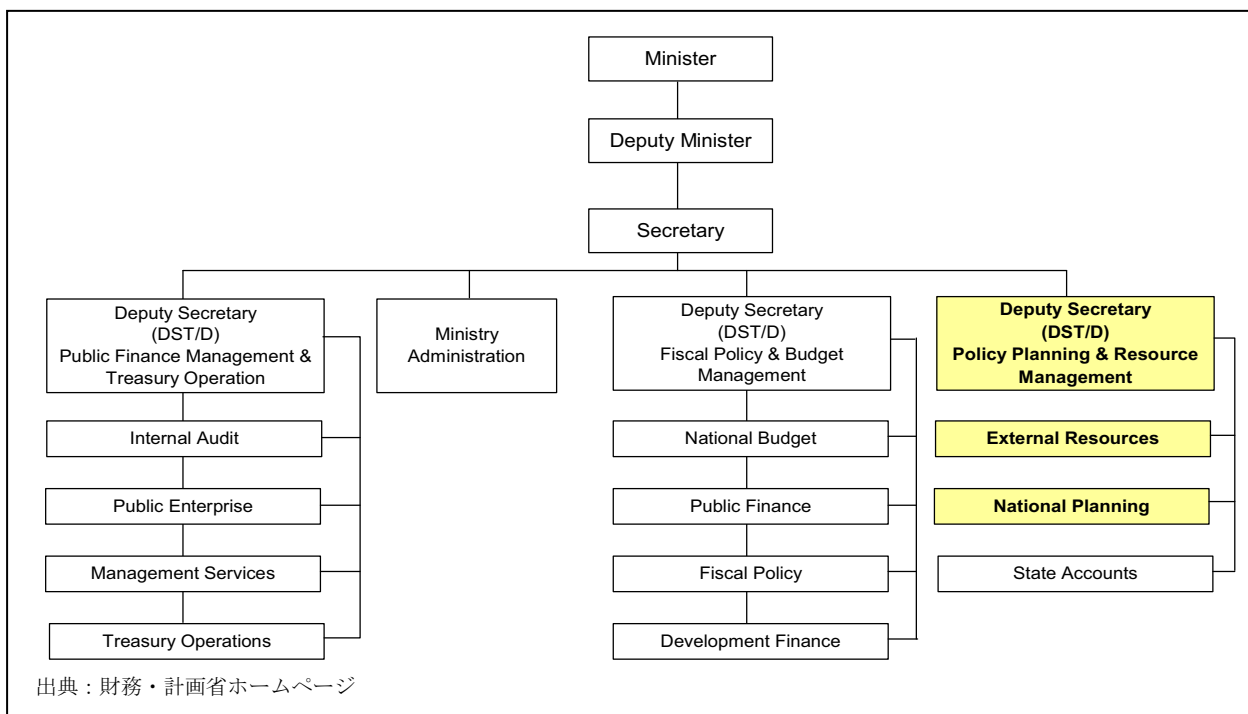 Minister
Deputy Minister
Secretary
Deputy Secretary
(DST/D)
Public Finance Management &
Treasury Operation
Internal Audit
Public Enterprise
Management Services
Treasury Operations
Ministry
Administration
Deputy Secretary
(DST/D)
Fiscal Policy & Budget
Management
National Budget
Public Finance
Fiscal Policy
Development Finance
Deputy Secretary
(DST/D)
Policy Planning & Resource
Management
External Resources
National Planning
State Accounts
出典：財務・計画省ホームページ